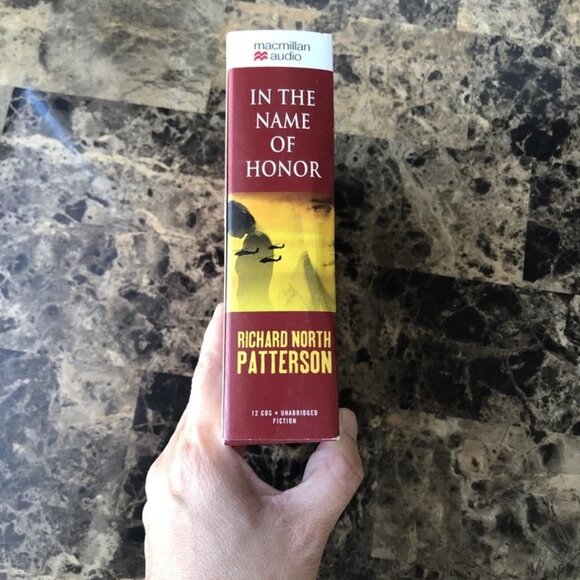 macmillan
audio
IN THE
NAME
OF
HONOR
RICHARD NORTH
PATTERSON
12 CDS • UNABRIDGED
FICTION